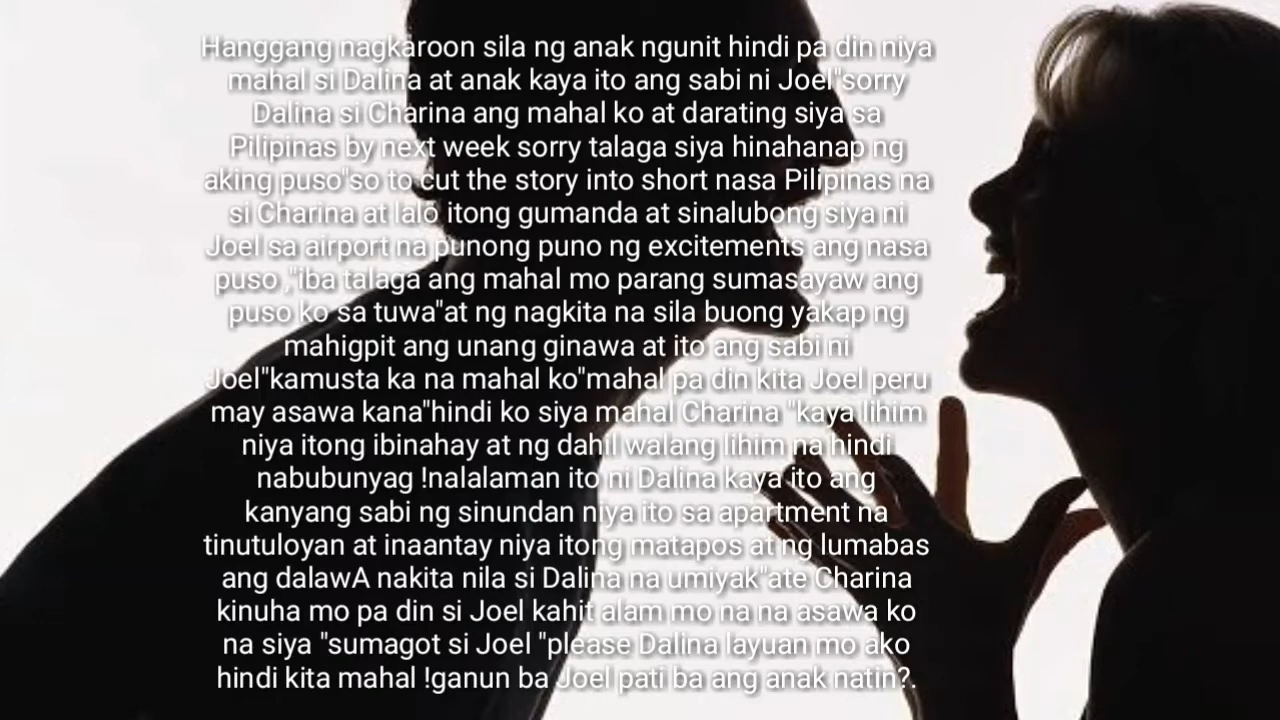 Hanggang nagkaroon sila ng anak ngunit hindi pa din niya
mahal si Dalina at anak kaya ito ang sabi ni Joel"sorry
Dalina si Charina ang mahal ko at darating siya sa
Pilipinas by next week sorry talaga siya hinahanap ng
aking puso"so to cut the story into short nasa Pilipinas na
si Charina at lalo itong gumanda at sinalubong siya ni
Joel sa airport na punong puno ng excitements ang nasa
puso ,"iba talaga ang mahal mo parang sumasayaw ang
puso ko sa tuwa"at ng nagkita na sila buong yakap ng
mahigpit ang unang ginawa at ito ang sabi ni
Joel"kamusta ka na mahal ko"mahal pa din kita Joel peru
may asawa kana"hindi ko siya mahal Charina "kaya lihim
niya itong ibinahay at ng dahil walang lihim na hindi
nabubunyag !nalalaman ito ni Dalina kaya ito ang
kanyang sabi ng sinundan niya ito sa apartment na
tinutuloyan at inaantay niya itong matapos at ng lumabas
ang dalawA nakita nila si Dalina na umiyak"ate Charina
kinuha mo pa din si Joel kahit alam mo na na asawa ko
na siya "sumagot si Joel "please Dalina layuan mo ako
hindi kita mahal !ganun ba Joel pati ba ang anak natin?.